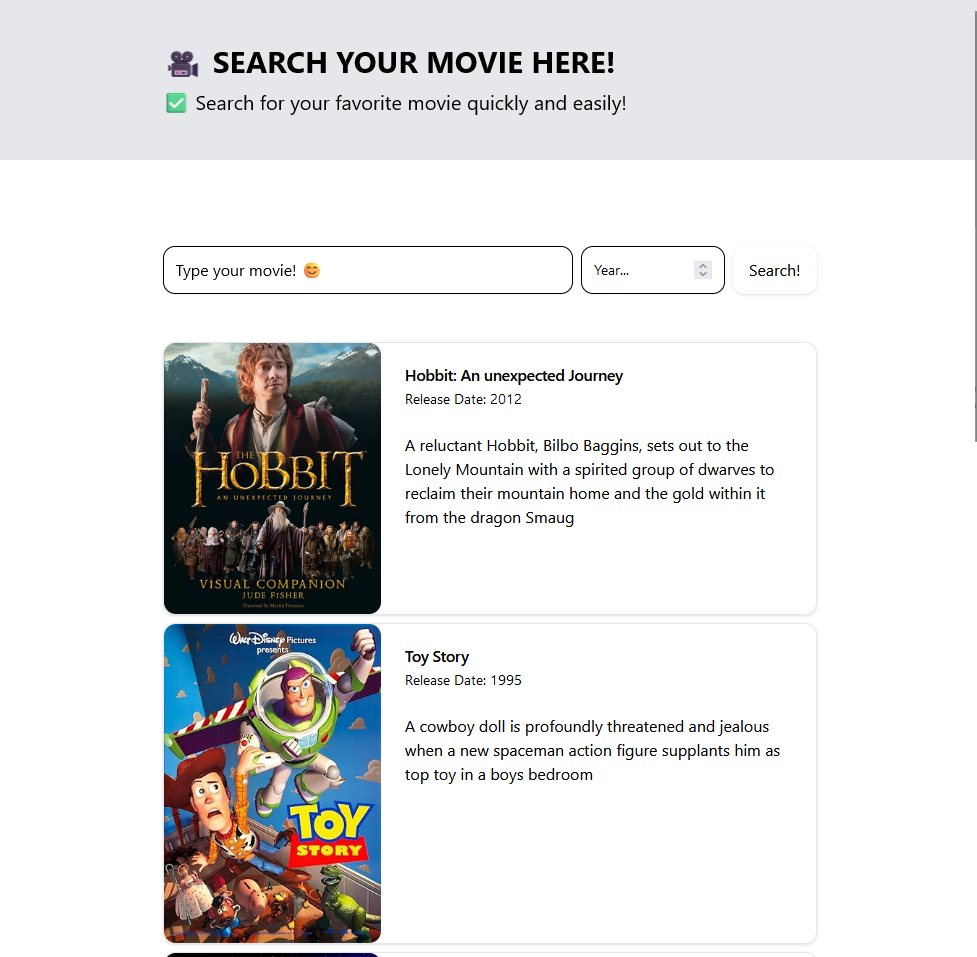 🎥 SEARCH YOUR MOVIE HERE!
✅ Search for your favorite movie quickly and easily!
Type your movie! 😊
Year...
Search!
THE
HOBBIT
AN UNEXPECTED JOURNEY
VISUAL COMPANION
JUDE FISHER
Foreword by Martin Freeman
Hobbit: An unexpected Journey
Release Date: 2012
A reluctant Hobbit, Bilbo Baggins, sets out to the
Lonely Mountain with a spirited group of dwarves to
reclaim their mountain home and the gold within it
from the dragon Smaug
WALT DISNEY Pictures
presents
TOY
STORY
Toy Story
Release Date: 1995
A cowboy doll is profoundly threatened and jealous
when a new spaceman action figure supplants him as
top toy in a boys bedroom